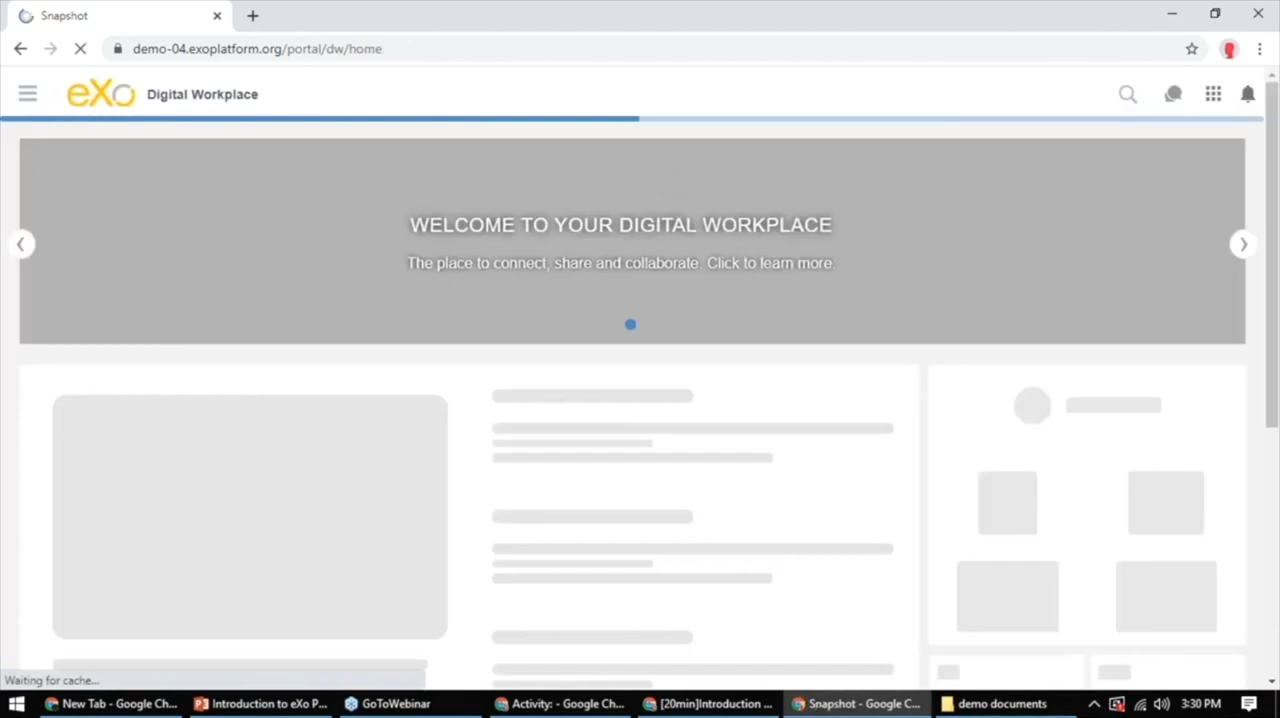 Snapshot
demo-04.exoplatform.org/portal/dw/home
eXo Digital Workplace
WELCOME TO YOUR DIGITAL WORKPLACE
The place to connect, share and collaborate. Click to learn more.
Waiting for cache...
New Tab - Google Ch... Introduction to eXo P... GoToWebinar Activity: - Google Ch... [20min]Introduction ... Snapshot - Google C... demo documents 3:30 PM